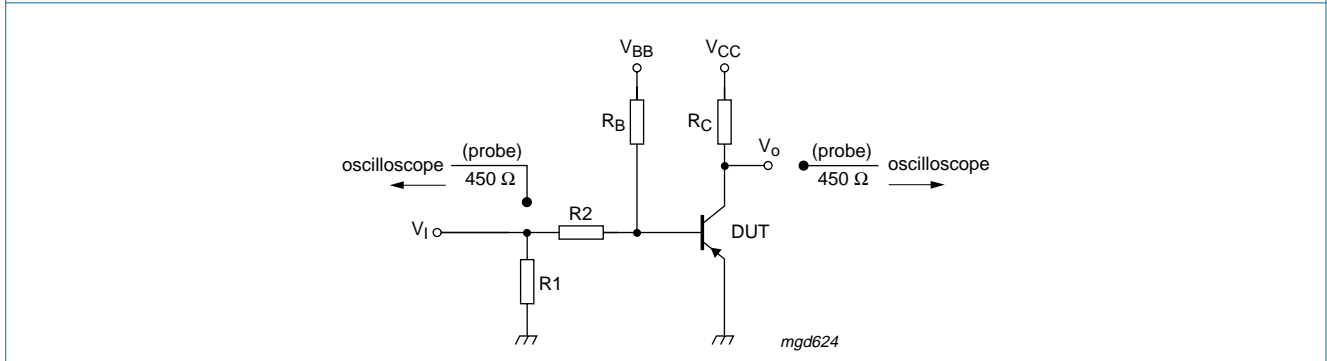 V_BB
V_CC
R_B
R_C
V_o
(probe)
oscilloscope
450 Ω
(probe)
oscilloscope
450 Ω
R2
V_I
DUT
R1
mgd624